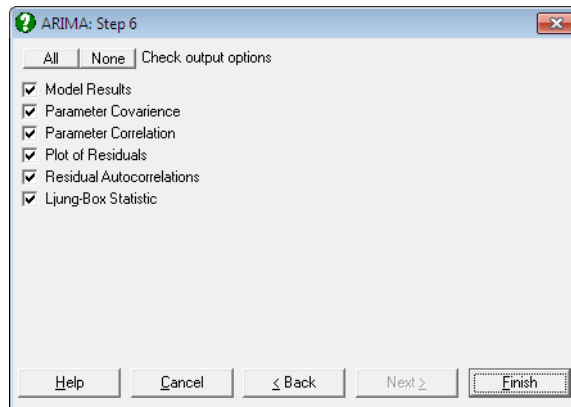 ARIMA: Step 6
All None Check output options
Model Results
Parameter Covarience
Parameter Correlation
Plot of Residuals
Residual Autocorrelations
Ljung-Box Statistic
Help Cancel < Back Next > Finish